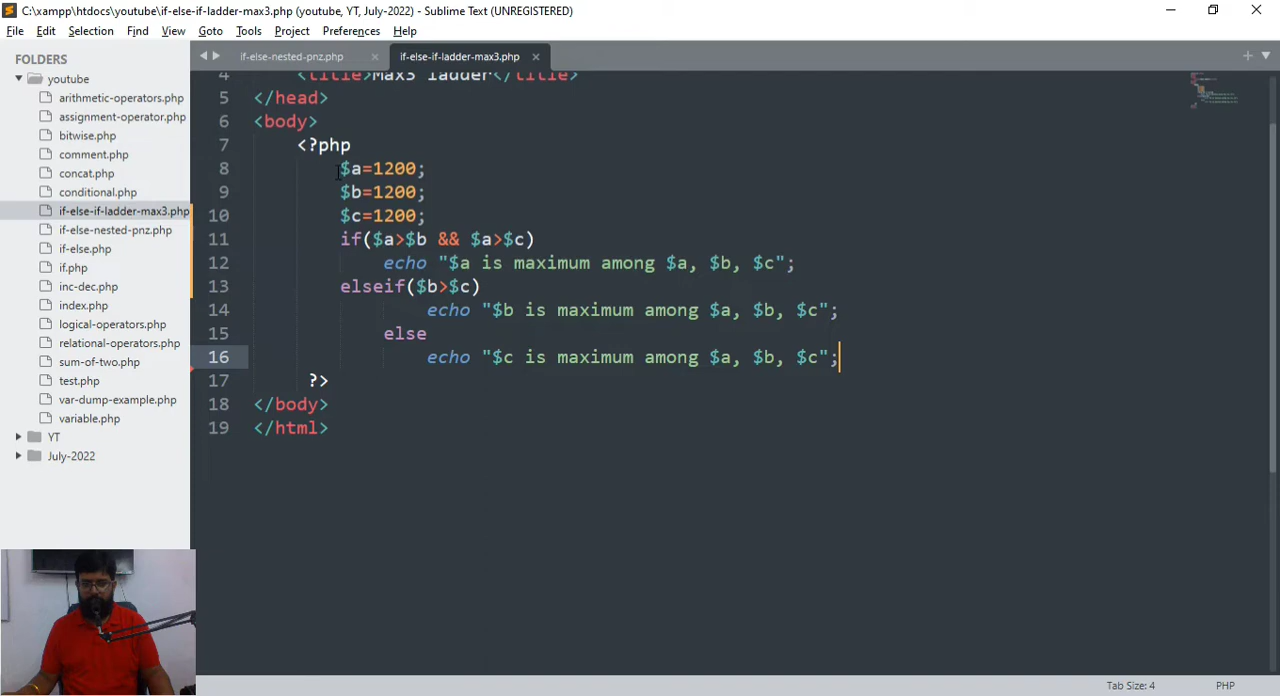 C:\xampp\htdocs\youtube\if-else-if-ladder-max3.php (youtube, YT, July-2022) - Sublime Text (UNREGISTERED)
File Edit Selection Find View Goto Tools Project Preferences Help
FOLDERS
youtube
arithmetic-operators.php
assignment-operator.php
bitwise.php
comment.php
concat.php
conditional.php
if-else-if-ladder-max3.php
if-else-nested-pnz.php
if-else.php
if.php
inc-dec.php
index.php
logical-operators.php
relational-operators.php
sum-of-two.php
test.php
var-dump-example.php
variable.php
YT
July-2022
if-else-nested-pnz.php if-else-if-ladder-max3.php
4 <title>Max3 ladder</title>
5 </head>
6 <body>
7 <?php
8 $a=1200;
9 $b=1200;
10 $c=1200;
11 if($a>$b && $a>$c)
12 echo "$a is maximum among $a, $b, $c";
13 elseif($b>$c)
14 echo "$b is maximum among $a, $b, $c";
15 else
16 echo "$c is maximum among $a, $b, $c";
17 ?>
18 </body>
19 </html>
Tab Size: 4 PHP